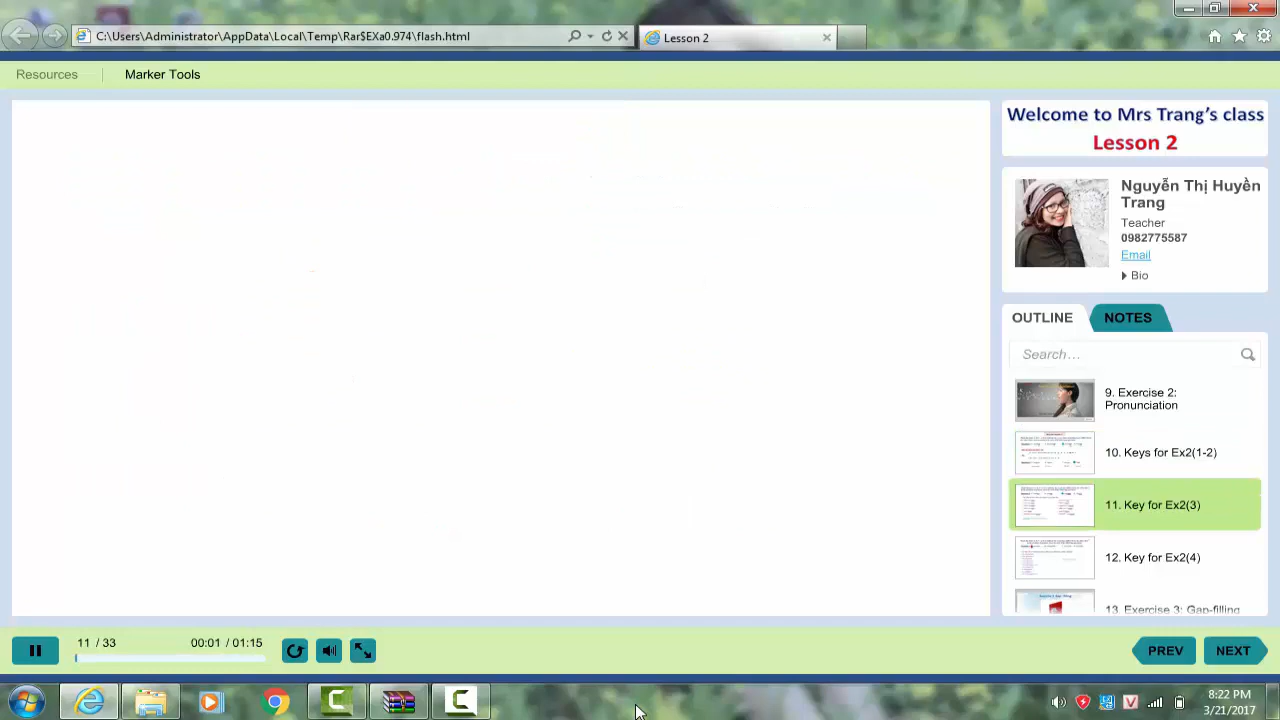 C:\Users\Administrator\AppData\Local\Temp\Rar$EXa0.974\flash.html
Lesson 2
Resources
Marker Tools
Welcome to Mrs Trang's class
Lesson 2
Nguyễn Thị Huyền
Trang
Teacher
0982775587
Email
Bio
OUTLINE
NOTES
Search...
9. Exercise 2:
Pronunciation
10. Keys for Ex2(1-2)
11. Key for Ex2(3)
12. Key for Ex2(4)
13. Exercise 3: Gap-filling
11 / 33
00:01 / 01:15
PREV
NEXT
8:22 PM
3/21/2017